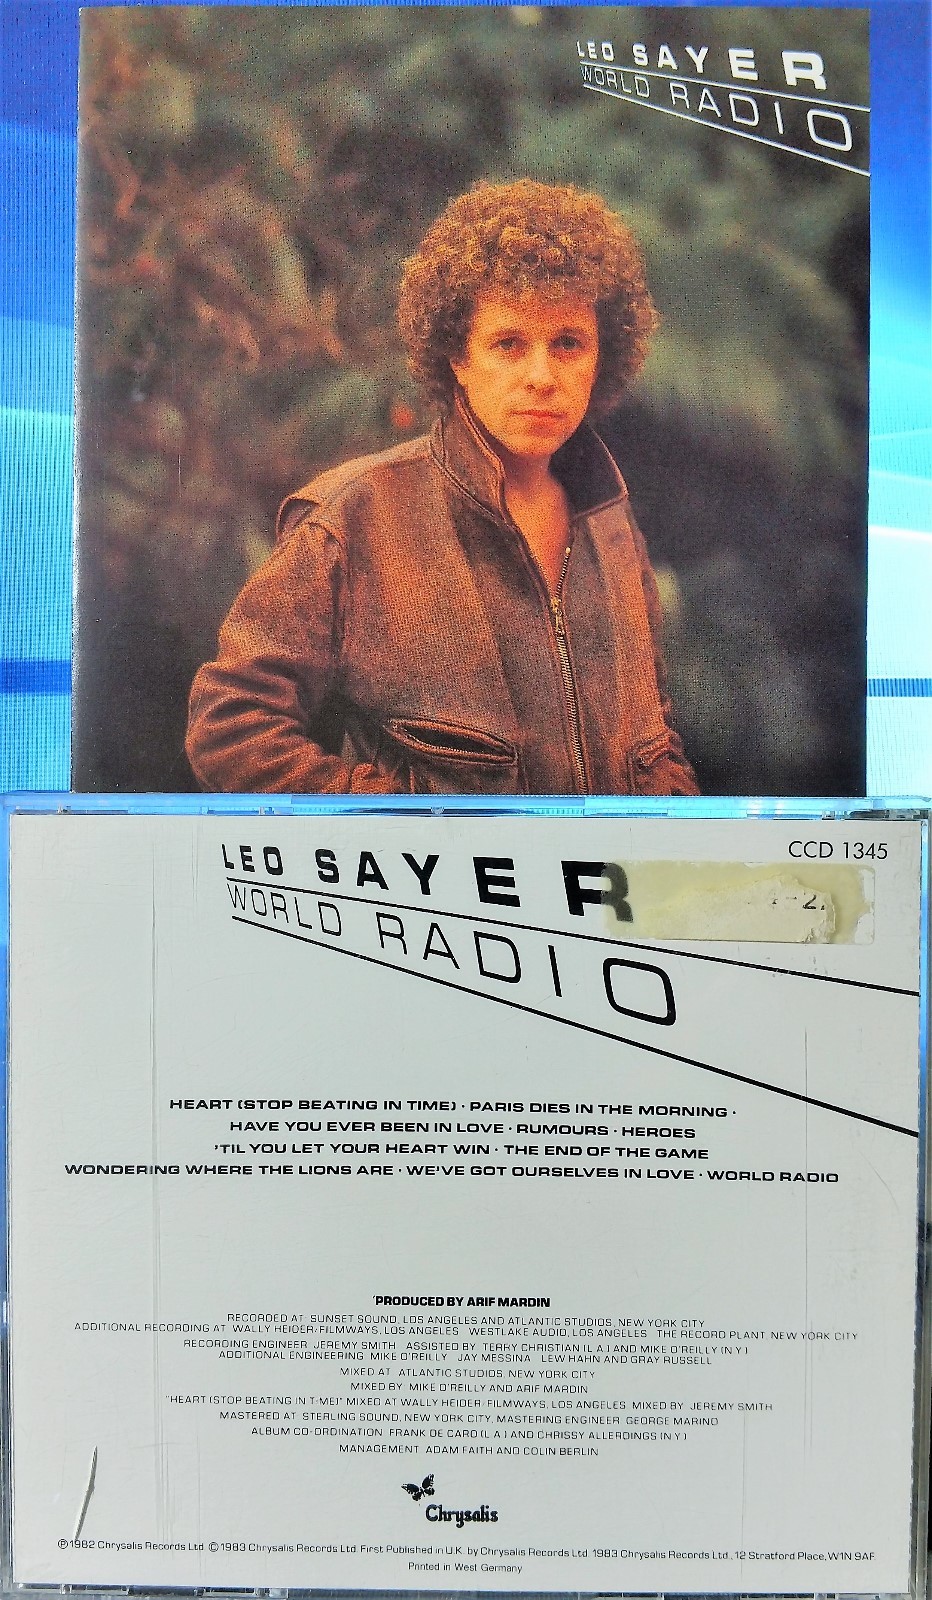 LEO SAYER
WORLD RADIO
LEO SAYER
CCD 1345
WORLD RADIO
HEART (STOP BEATING IN TIME) · PARIS DIES IN THE MORNING ·
HAVE YOU EVER BEEN IN LOVE · RUMOURS · HEROES
'TIL YOU LET YOUR HEART WIN · THE END OF THE GAME
WONDERING WHERE THE LIONS ARE · WE'VE GOT OURSELVES IN LOVE · WORLD RADIO
PRODUCED BY ARIF MARDIN
RECORDED AT: SUNSET SOUND, LOS ANGELES AND ATLANTIC STUDIOS, NEW YORK CITY
ADDITIONAL RECORDING AT: WALLY HEIDER/FILMWAYS, LOS ANGELES WESTLAKE AUDIO, LOS ANGELES THE RECORD PLANT, NEW YORK CITY
RECORDING ENGINEER: JEREMY SMITH ASSISTED BY: TERRY CHRISTIAN (L.A.) AND MIKE O'REILLY (N.Y.)
ADDITIONAL ENGINEERING: MIKE O'REILLY JAY MESSINA LEW HAHN AND GRAY RUSSELL
MIXED AT: ATLANTIC STUDIOS, NEW YORK CITY
MIXED BY: MIKE O'REILLY AND ARIF MARDIN
"HEART (STOP BEATING IN TIME)" MIXED AT WALLY HEIDER/FILMWAYS, LOS ANGELES. MIXED BY: JEREMY SMITH
MASTERED AT: STERLING SOUND, NEW YORK CITY, MASTERING ENGINEER: GEORGE MARINO
ALBUM CO-ORDINATION: FRANK DE CARO (L.A.) AND CHRISSY ALLERDINGS (N.Y.)
MANAGEMENT: ADAM FAITH AND COLIN BERLIN
Chrysalis
℗1982 Chrysalis Records Ltd. ©1983 Chrysalis Records Ltd. First Published in U.K. by Chrysalis Records Ltd. 1983 Chrysalis Records Ltd., 12 Stratford Place, W1N 9AF.
Printed in West Germany